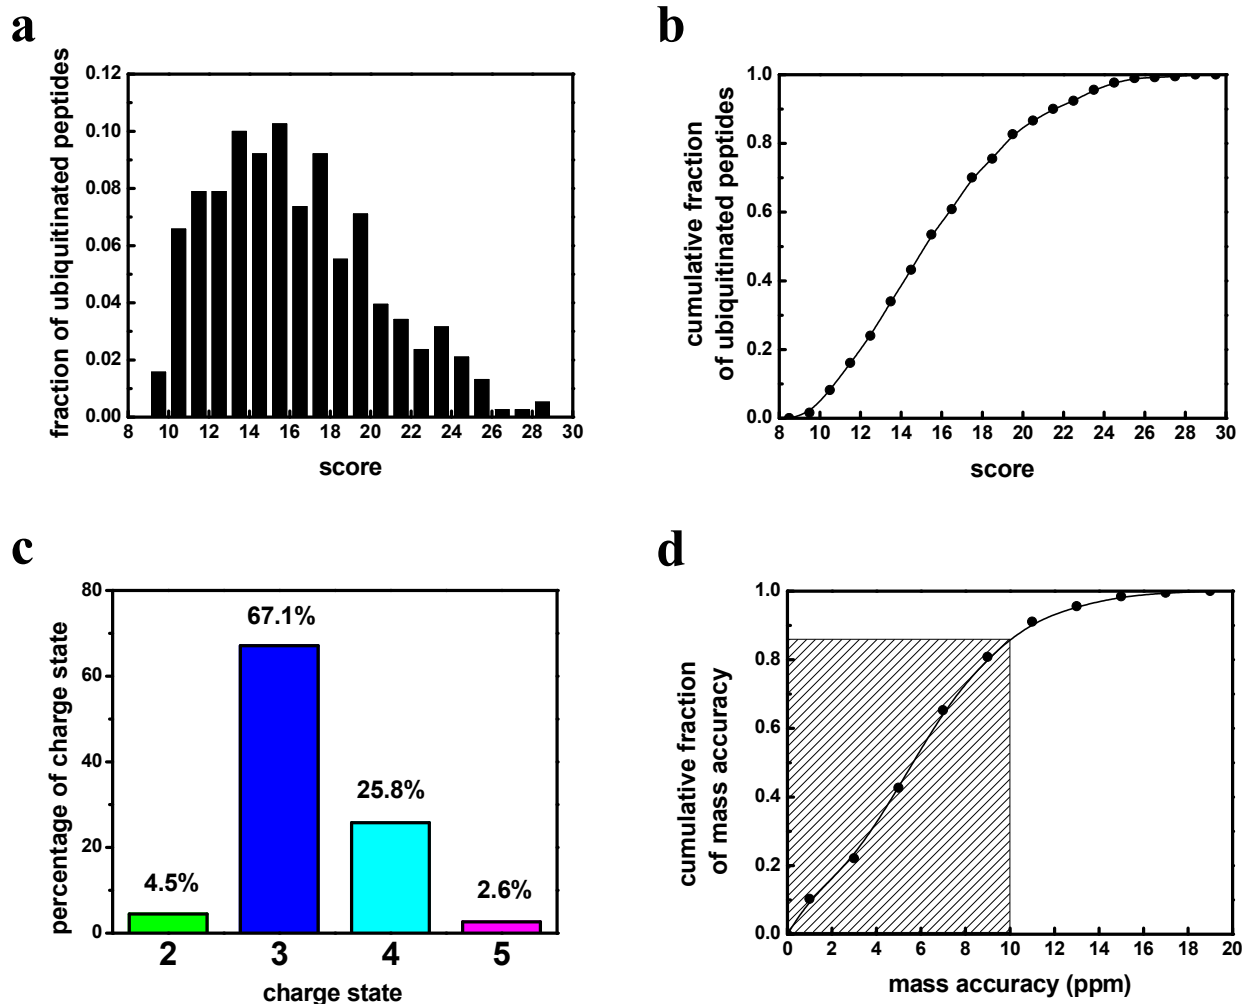 a
fraction of ubiquitinated peptides
0.12
0.10
0.08
0.06
0.04
0.02
0.00
8 10 12 14 16 18 20 22 24 26 28 30
score
b
cumulative fraction
of ubiquitinated peptides
1.0
0.8
0.6
0.4
0.2
0.0
8 10 12 14 16 18 20 22 24 26 28 30
score
c
percentage of charge state
80
60
40
20
0
4.5%
67.1%
25.8%
2.6%
2 3 4 5
charge state
d
cumulative fraction
of mass accuracy
1.0
0.8
0.6
0.4
0.2
0.0
0 2 4 6 8 10 12 14 16 18 20
mass accuracy (ppm)